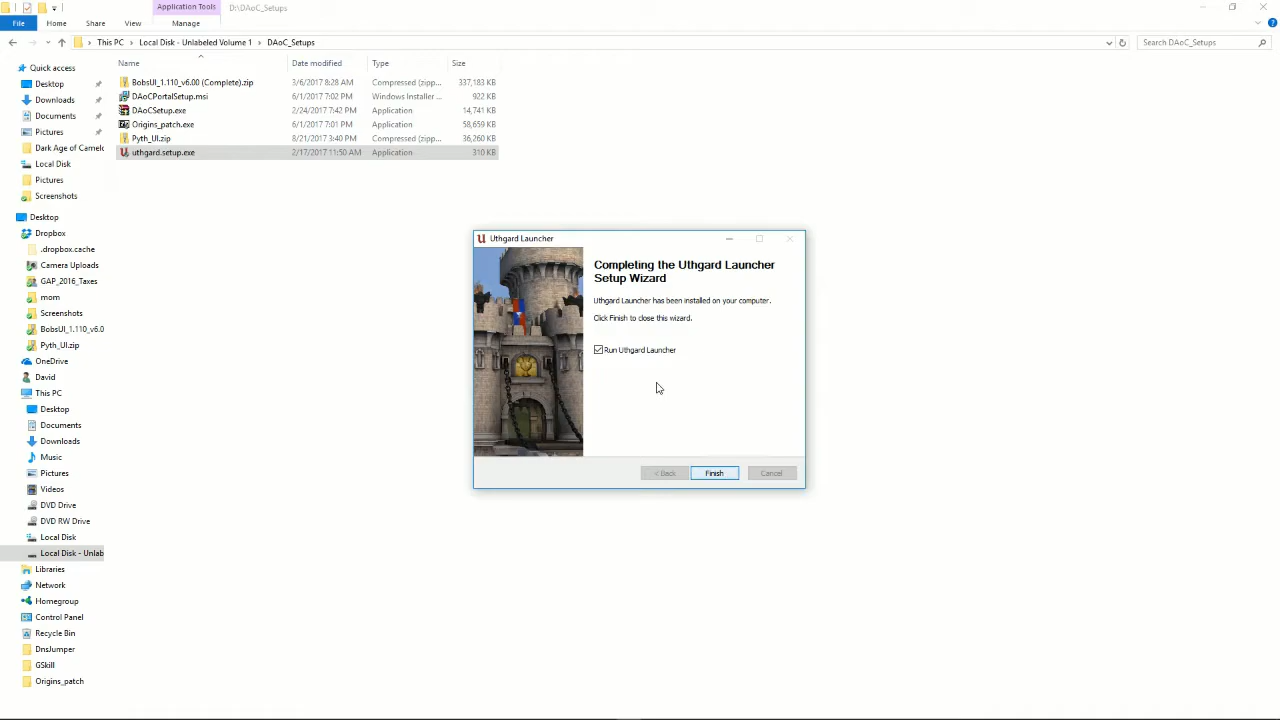 Application Tools
D:\DAoC_Setups
File
Home
Share
View
Manage
This PC
Local Disk - Unlabeled Volume 1
DAoC_Setups
Search DAoC_Setups
Name
Date modified
Type
Size
BobsUI_1.110_v6.00 (Complete).zip
3/6/2017 8:28 AM
Compressed (zipp...
337,183 KB
DAoCPortalSetup.msi
6/1/2017 7:02 PM
Windows Installer ...
922 KB
DAoCSetup.exe
2/24/2017 7:42 PM
Application
14,741 KB
Origins_patch.exe
6/1/2017 7:01 PM
Application
58,659 KB
Pyth_UI.zip
8/21/2017 3:40 PM
Compressed (zipp...
36,260 KB
uthgard.setup.exe
2/17/2017 11:50 AM
Application
310 KB
Quick access
Desktop
Downloads
Documents
Pictures
Dark Age of Camelo
Local Disk
Pictures
Screenshots
Desktop
Dropbox
.dropbox.cache
Camera Uploads
GAP_2016_Taxes
mom
Screenshots
BobsUI_1.110_v6.0
Pyth_UI.zip
OneDrive
David
This PC
Desktop
Documents
Downloads
Music
Pictures
Videos
DVD Drive
DVD RW Drive
Local Disk
Local Disk - Unlab
Libraries
Network
Homegroup
Control Panel
Recycle Bin
DnsJumper
GSkill
Origins_patch
Uthgard Launcher
Completing the Uthgard Launcher
Setup Wizard
Uthgard Launcher has been installed on your computer.
Click Finish to close this wizard.
Run Uthgard Launcher
< Back
Finish
Cancel